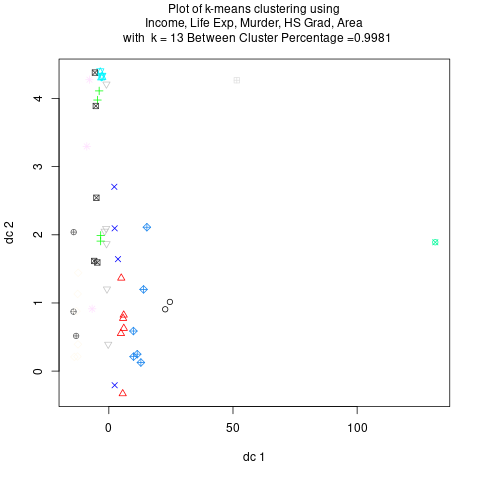 Plot of k-means clustering using
Income, Life Exp, Murder, HS Grad, Area
with  k = 13 Between Cluster Percentage =0.9981
4
3
2
1
0
dc 2
0 50 100
dc 1